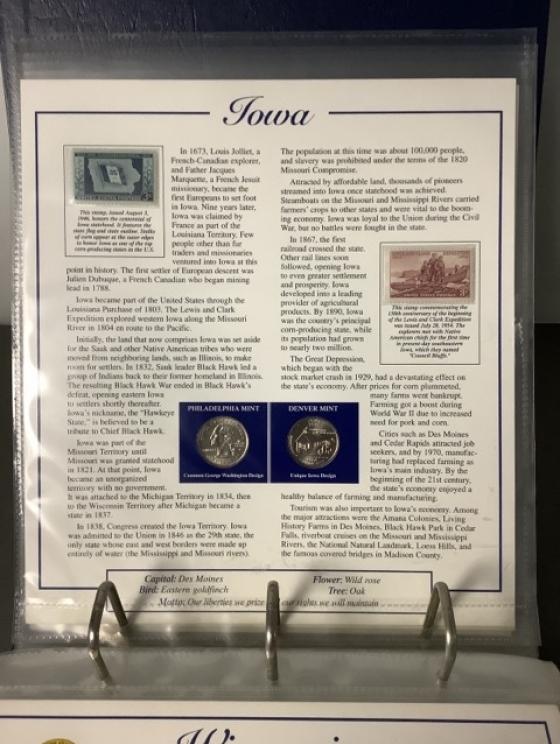 Iowa
This stamp, issued August 3,
1946, honors the centennial of
Iowa statehood. It features the
state flag and state outline. Stalks
of corn appear at the outer edges
to honor Iowa as one of the top
corn-producing states in the U.S.
In 1673, Louis Jolliet, a
French-Canadian explorer,
and Father Jacques
Marquette, a French Jesuit
missionary, became the
first Europeans to set foot
in Iowa. Nine years later,
Iowa was claimed by
France as part of the
Louisiana Territory. Few
people other than fur
traders and missionaries
ventured into Iowa at this
point in history. The first settler of European descent was
Julien Dubuque, a French Canadian who began mining
lead in 1788.
Iowa became part of the United States through the
Louisiana Purchase of 1803. The Lewis and Clark
Expedition explored western Iowa along the Missouri
River in 1804 en route to the Pacific.
Initially, the land that now comprises Iowa was set aside
for the Sauk and other Native American tribes who were
moved from neighboring lands, such as Illinois, to make
room for settlers. In 1832, Sauk leader Black Hawk led a
group of Indians back to their former homeland in Illinois.
The resulting Black Hawk War ended in Black Hawk's
defeat, opening eastern Iowa
to settlers shortly thereafter.
Iowa's nickname, the "Hawkeye
State," is believed to be a
tribute to Chief Black Hawk.
Iowa was part of the
Missouri Territory until
Missouri was granted statehood
in 1821. At that point, Iowa
became an unorganized
territory with no government.
It was attached to the Michigan Territory in 1834, then
to the Wisconsin Territory after Michigan became a
state in 1837.
In 1838, Congress created the Iowa Territory. Iowa
was admitted to the Union in 1846 as the 29th state, the
only state whose east and west borders were made up
entirely of water (the Mississippi and Missouri rivers).
PHILADELPHIA MINT
Common George Washington Design
DENVER MINT
Unique Iowa Design
The population at this time was about 100,000 people,
and slavery was prohibited under the terms of the 1820
Missouri Compromise.
Attracted by affordable land, thousands of pioneers
streamed into Iowa once statehood was achieved.
Steamboats on the Missouri and Mississippi Rivers carried
farmers' crops to other states and were vital to the boom-
ing economy. Iowa was loyal to the Union during the Civil
War, but no battles were fought in the state.
In 1867, the first
railroad crossed the state.
Other rail lines soon
followed, opening Iowa
to even greater settlement
and prosperity. Iowa
developed into a leading
provider of agricultural
products. By 1890, Iowa
was the country's principal
corn-producing state, while
its population had grown
to nearly two million.
This stamp commemorating the
150th anniversary of the beginning
of the Lewis and Clark Expedition
was issued July 28, 1954. The
explorers met with Native
American chiefs for the first time
in present-day southeastern
Iowa, which they named
"Council Bluffs."
The Great Depression,
which began with the
stock market crash in 1929, had a devastating effect on
the state's economy. After prices for corn plummeted,
many farms went bankrupt.
Farming got a boost during
World War II due to increased
need for pork and corn.
Cities such as Des Moines
and Cedar Rapids attracted job
seekers, and by 1970, manufac-
turing had replaced farming as
Iowa's main industry. By the
beginning of the 21st century,
the state's economy enjoyed a
healthy balance of farming and manufacturing.
Tourism was also important to Iowa's economy. Among
the major attractions were the Amana Colonies, Living
History Farms in Des Moines, Black Hawk Park in Cedar
Falls, riverboat cruises on the Missouri and Mississippi
Rivers, the National Natural Landmark, Loess Hills, and
the famous covered bridges in Madison County.
Capital: Des Moines
Flower: Wild rose
Bird: Eastern goldfinch
Tree: Oak
Motto: Our liberties we prize our rights we will maintain